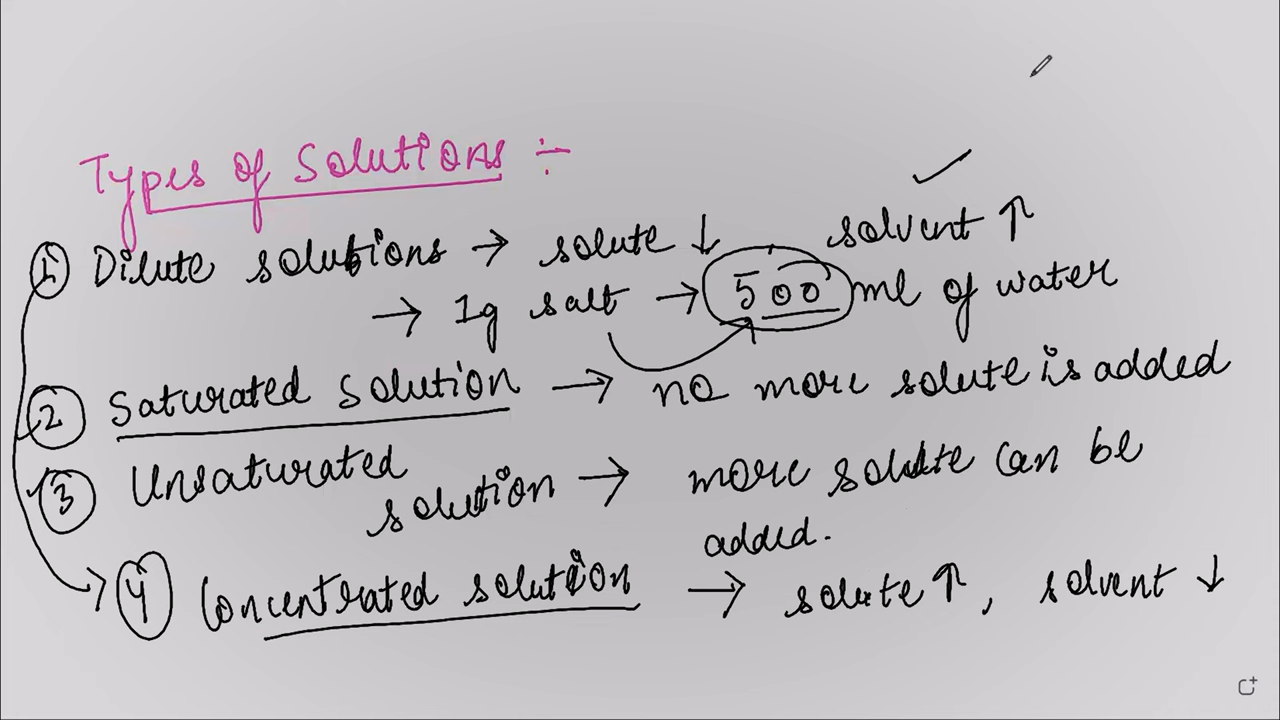 Types of Solutions ÷
① Dilute solutions → solute ↓ solvent ↑
→ 1g salt → 500 ml of water
② Saturated solution → no more solute is added
③ Unsaturated solution → more solute can be added.
④ Concentrated solution → solute ↑, solvent ↓